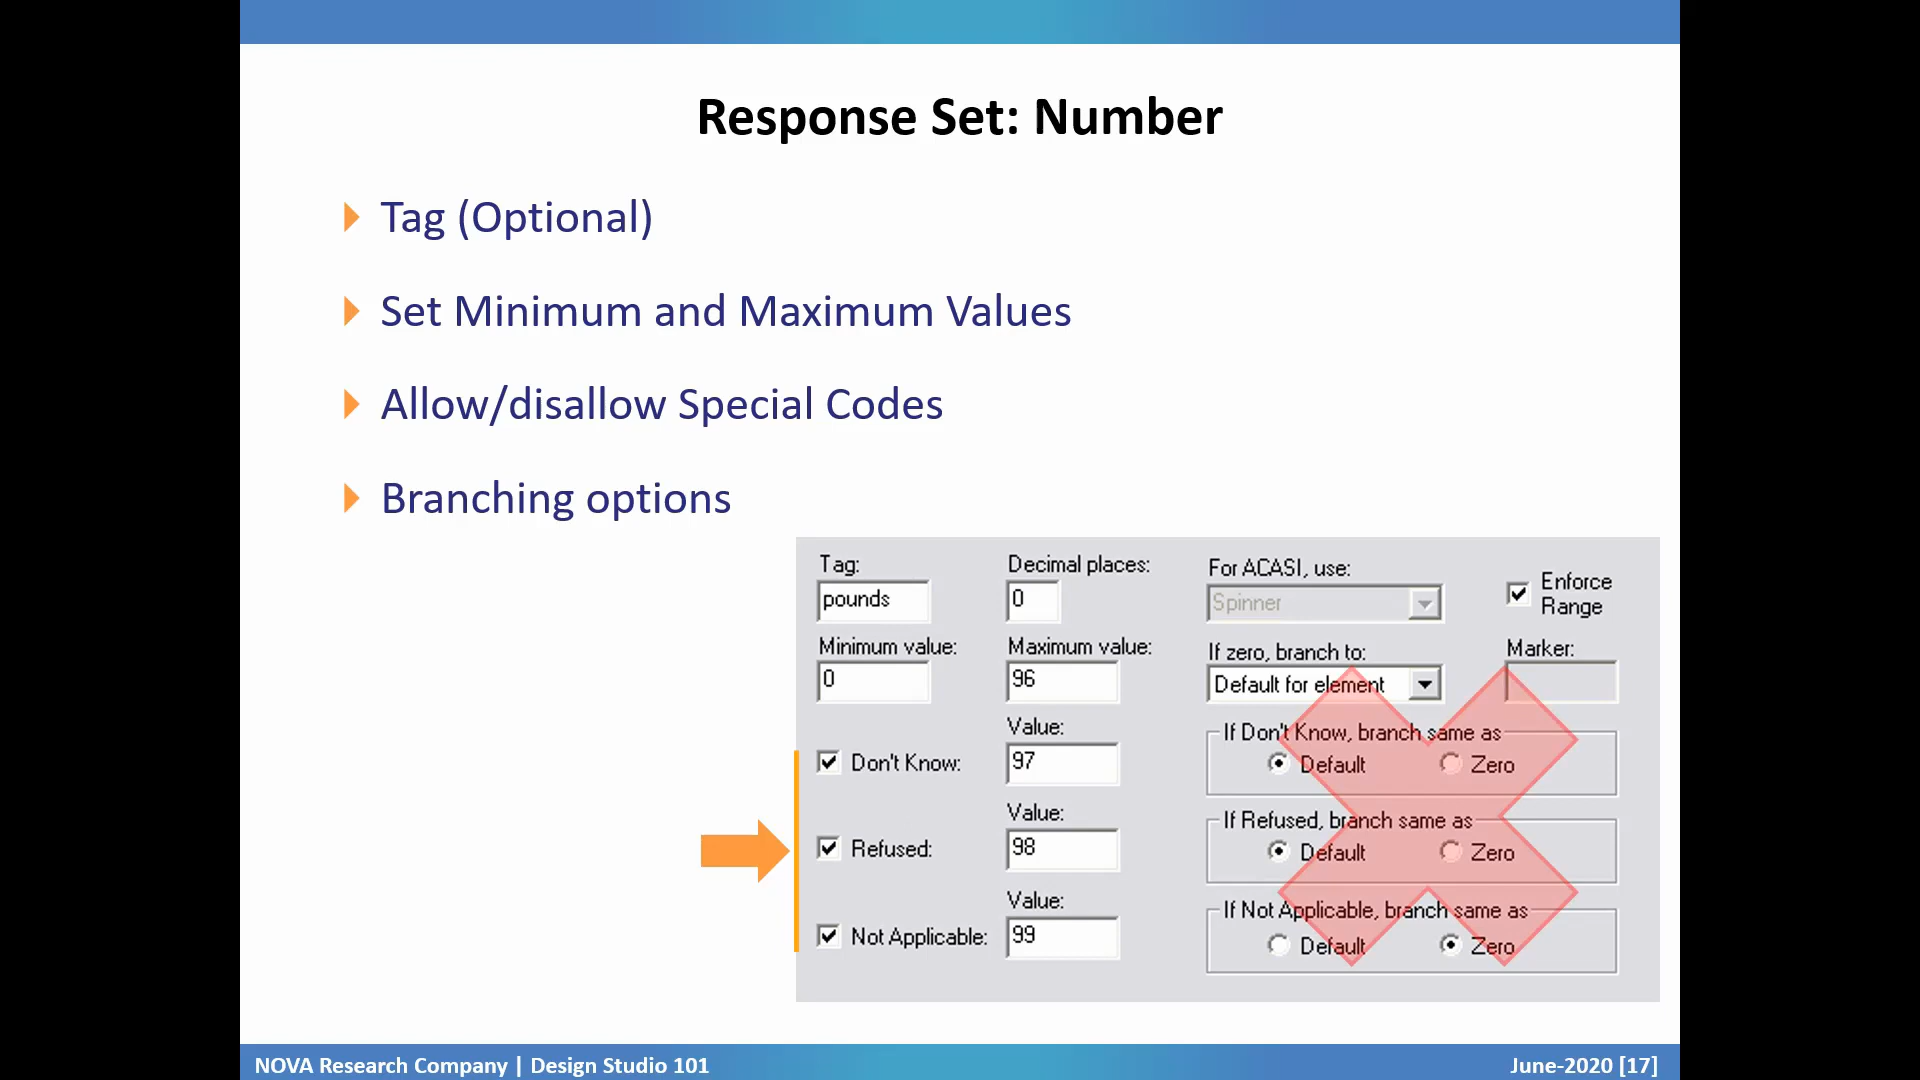 Response Set: Number
Tag (Optional)
Set Minimum and Maximum Values
Allow/disallow Special Codes
Branching options
Tag:
pounds
Decimal places:
0
For ACASI, use:
Spinner
Enforce
Range
Minimum value:
0
Maximum value:
96
If zero, branch to:
Default for element
Marker:
Don't Know:
Value:
97
If Don't Know, branch same as
Default Zero
Refused:
Value:
98
If Refused, branch same as
Default Zero
Not Applicable:
Value:
99
If Not Applicable, branch same as
Default Zero
NOVA Research Company | Design Studio 101
June-2020 [17]